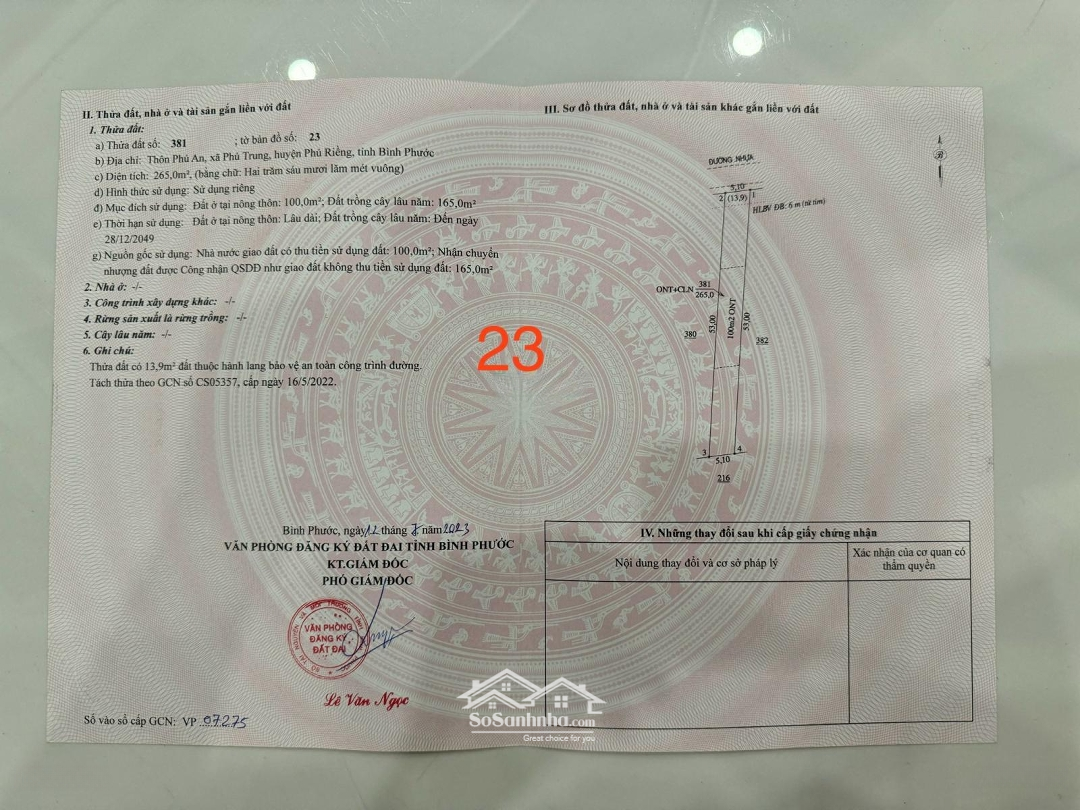 II. Thửa đất, nhà ở và tài sản gắn liền với đất
1. Thửa đất:
a) Thửa đất số: 381 ; tờ bản đồ số: 23
b) Địa chỉ: Thôn Phú An, xã Phú Trung, huyện Phú Riềng, tỉnh Bình Phước
c) Diện tích: 265,0m², (bằng chữ: Hai trăm sáu mươi lăm mét vuông)
d) Hình thức sử dụng: Sử dụng riêng
đ) Mục đích sử dụng: Đất ở tại nông thôn: 100,0m²; Đất trồng cây lâu năm: 165,0m²
e) Thời hạn sử dụng: Đất ở tại nông thôn: Lâu dài; Đất trồng cây lâu năm: Đến ngày
28/12/2049
g) Nguồn gốc sử dụng: Nhà nước giao đất có thu tiền sử dụng đất: 100,0m²; Nhận chuyển
nhượng đất được Công nhận QSDĐ như giao đất không thu tiền sử dụng đất: 165,0m²
2. Nhà ở: -/-
3. Công trình xây dựng khác: -/-
4. Rừng sản xuất là rừng trồng: -/-
5. Cây lâu năm: -/-
6. Ghi chú:
Thửa đất có 13,9m² đất thuộc hành lang bảo vệ an toàn công trình đường.
Tách thửa theo GCN số CS05357, cấp ngày 16/5/2022.
23
Bình Phước, ngày 12 tháng 7 năm 2023
VĂN PHÒNG ĐĂNG KÝ ĐẤT ĐAI TỈNH BÌNH PHƯỚC
KT.GIÁM ĐỐC
PHÓ GIÁM ĐỐC
VĂN PHÒNG
ĐĂNG KÝ
ĐẤT ĐAI
Lê Văn Ngọc
Số vào sổ cấp GCN: VP 07275
III. Sơ đồ thửa đất, nhà ở và tài sản khác gắn liền với đất
ĐƯỜNG NHỰA
B
5,10
2 (13,9) 1
HLBV ĐB: 6 m (từ tim)
ONT+CLN 381
265,0
53,00
100m2 ONT
53,00
380
382
3
5,10
4
216
IV. Những thay đổi sau khi cấp giấy chứng nhận
Nội dung thay đổi và cơ sở pháp lý
Xác nhận của cơ quan có
thẩm quyền
SoSanhnha.com
Great choice for you